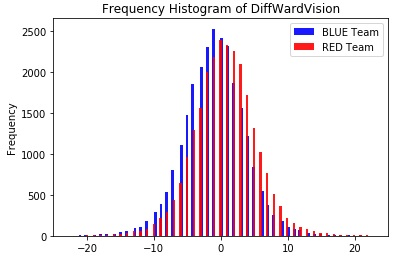 Frequency Histogram of DiffWardVision
BLUE Team
RED Team
2500
2000
1500
1000
500
0
Frequency
−20
−10
0
10
20